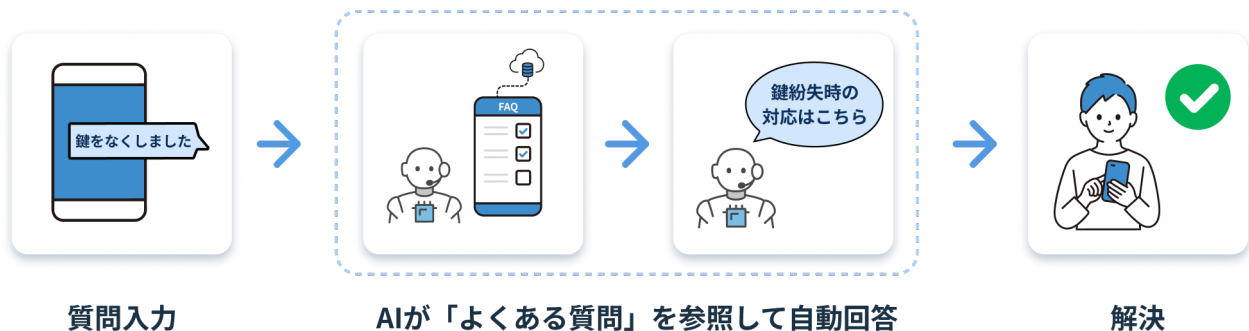 鍵をなくしました
FAQ
鍵紛失時の
対応はこちら
質問入力
AIが「よくある質問」を参照して自動回答
解決